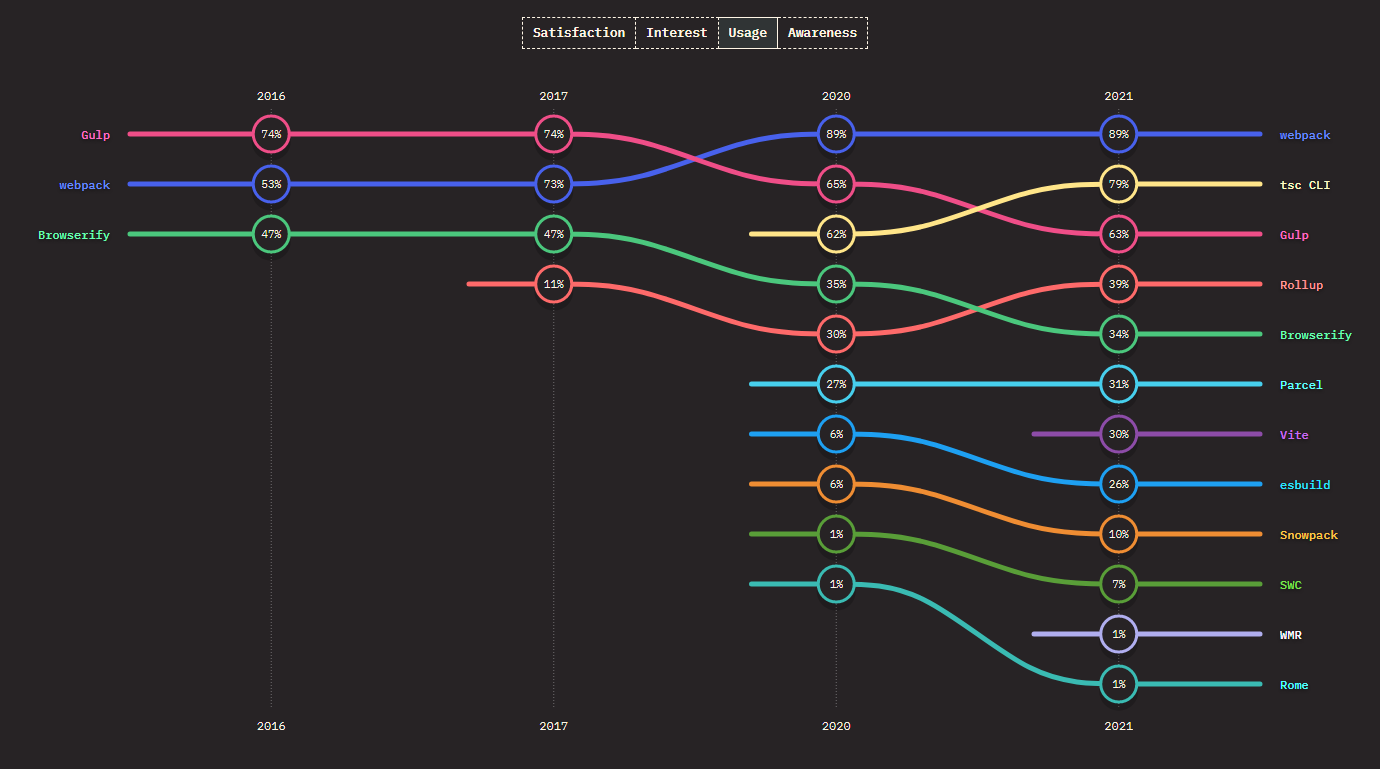 Satisfaction Interest Usage Awareness
2016 2017 2020 2021
Gulp 74% 74% 89% 89% webpack
webpack 53% 73% 65% 79% tsc CLI
Browserify 47% 47% 62% 63% Gulp
11% 35% 39% Rollup
30% 34% Browserify
27% 31% Parcel
6% 30% Vite
6% 26% esbuild
1% 10% Snowpack
1% 7% SWC
1% WMR
1% Rome
2016 2017 2020 2021